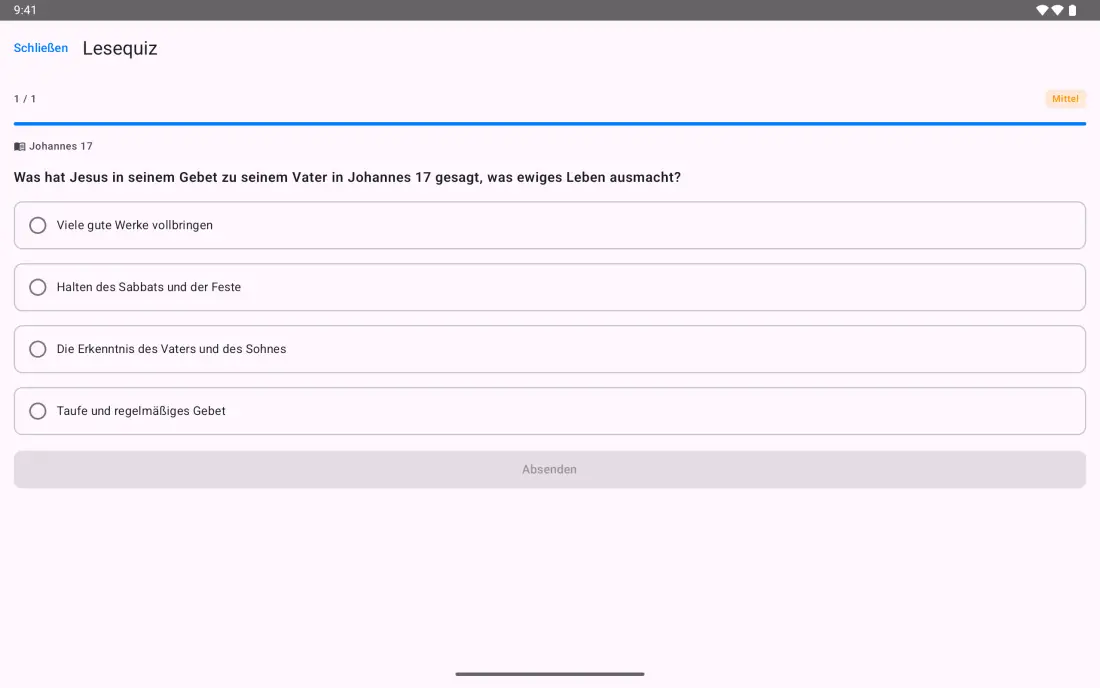 9:41
Schließen Lesequiz
1 / 1
Mittel
Johannes 17
Was hat Jesus in seinem Gebet zu seinem Vater in Johannes 17 gesagt, was ewiges Leben ausmacht?
Viele gute Werke vollbringen
Halten des Sabbats und der Feste
Die Erkenntnis des Vaters und des Sohnes
Taufe und regelmäßiges Gebet
Absenden